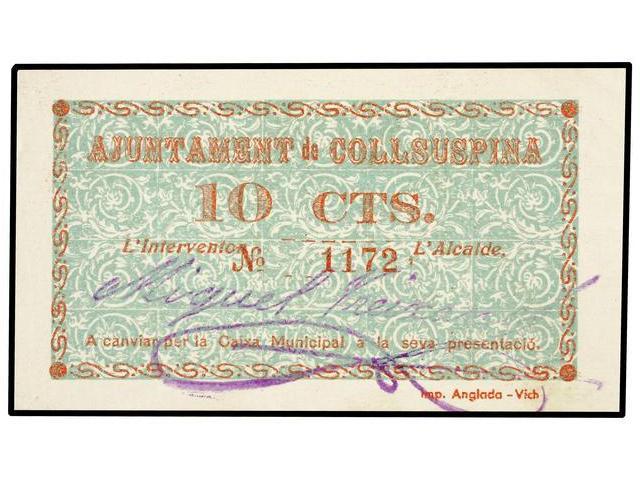 AJUNTAMENT de COLLSUSPINA
10 CTS.
L'Interventor Nº 1172 L'Alcalde,
Miguel
A canviar per la Caixa Municipal a la seva presentació.
Imp. Anglada - Vich